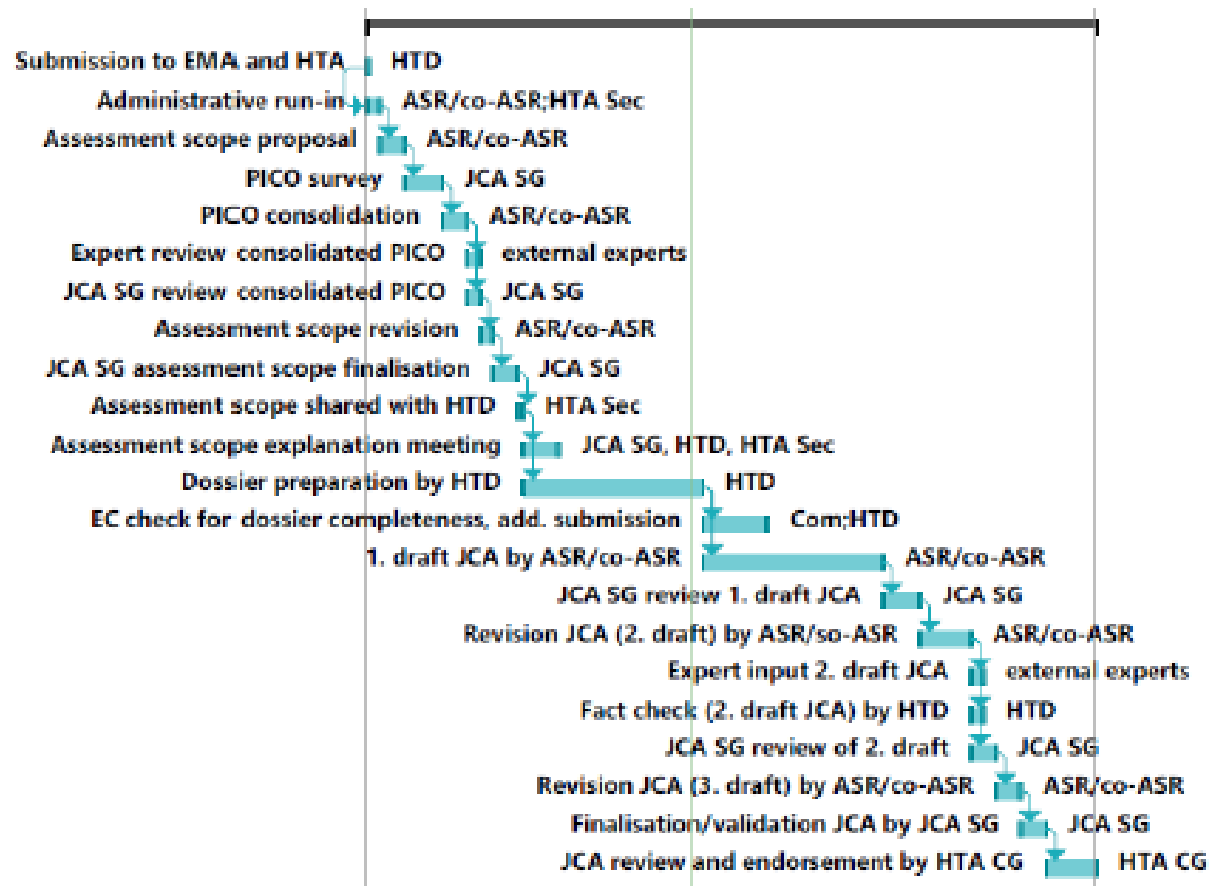 Submission to EMA and HTA HTD
Administrative run-in ASR/co-ASR;HTA Sec
Assessment scope proposal ASR/co-ASR
PICO survey JCA SG
PICO consolidation ASR/co-ASR
Expert review consolidated PICO external experts
JCA SG review consolidated PICO JCA SG
Assessment scope revision ASR/co-ASR
JCA SG assessment scope finalisation JCA SG
Assessment scope shared with HTD HTA Sec
Assessment scope explanation meeting JCA SG, HTD, HTA Sec
Dossier preparation by HTD HTD
EC check for dossier completeness, add. submission Com;HTD
1. draft JCA by ASR/co-ASR ASR/co-ASR
JCA SG review 1. draft JCA JCA SG
Revision JCA (2. draft) by ASR/so-ASR ASR/co-ASR
Expert input 2. draft JCA external experts
Fact check (2. draft JCA) by HTD HTD
JCA SG review of 2. draft JCA SG
Revision JCA (3. draft) by ASR/co-ASR ASR/co-ASR
Finalisation/validation JCA by JCA SG JCA SG
JCA review and endorsement by HTA CG HTA CG